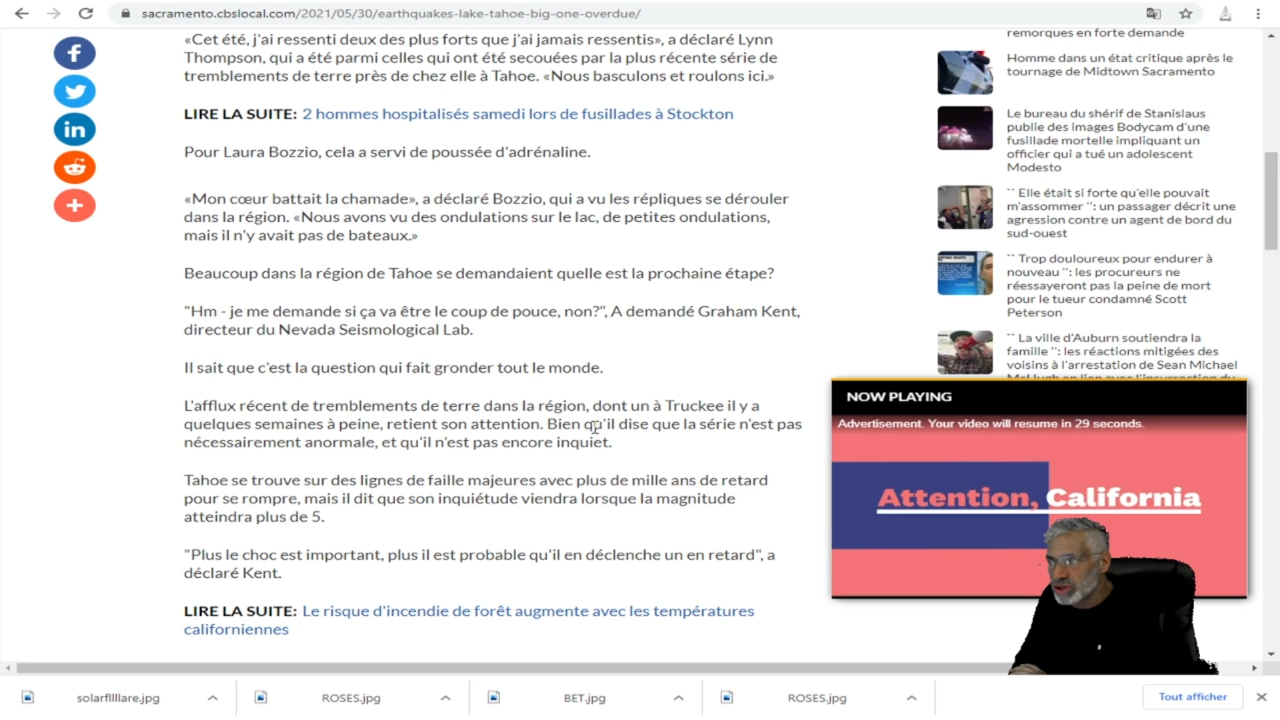 sacramento.cbslocal.com/2021/05/30/earthquakes-lake-tahoe-big-one-overdue/
«Cet été, j'ai ressenti deux des plus forts que j'ai jamais ressentis», a déclaré Lynn
Thompson, qui a été parmi celles qui ont été secouées par la plus récente série de
tremblements de terre près de chez elle à Tahoe. «Nous basculons et roulons ici.»
LIRE LA SUITE: 2 hommes hospitalisés samedi lors de fusillades à Stockton
Pour Laura Bozzio, cela a servi de poussée d'adrénaline.
«Mon cœur battait la chamade», a déclaré Bozzio, qui a vu les répliques se dérouler
dans la région. «Nous avons vu des ondulations sur le lac, de petites ondulations,
mais il n'y avait pas de bateaux.»
Beaucoup dans la région de Tahoe se demandaient quelle est la prochaine étape?
"Hm - je me demande si ça va être le coup de pouce, non?", A demandé Graham Kent,
directeur du Nevada Seismological Lab.
Il sait que c'est la question qui fait gronder tout le monde.
L'afflux récent de tremblements de terre dans la région, dont un à Truckee il y a
quelques semaines à peine, retient son attention. Bien qu'il dise que la série n'est pas
nécessairement anormale, et qu'il n'est pas encore inquiet.
Tahoe se trouve sur des lignes de faille majeures avec plus de mille ans de retard
pour se rompre, mais il dit que son inquiétude viendra lorsque la magnitude
atteindra plus de 5.
"Plus le choc est important, plus il est probable qu'il en déclenche un en retard", a
déclaré Kent.
LIRE LA SUITE: Le risque d'incendie de forêt augmente avec les températures
californiennes
remorques en forte demande
Homme dans un état critique après le
tournage de Midtown Sacramento
Le bureau du shérif de Stanislaus
publie des images Bodycam d'une
fusillade mortelle impliquant un
officier qui a tué un adolescent
Modesto
`` Elle était si forte qu'elle pouvait
m'assommer '': un passager décrit une
agression contre un agent de bord du
sud-ouest
`` Trop douloureux pour endurer à
nouveau '': les procureurs ne
réessayeront pas la peine de mort
pour le tueur condamné Scott
Peterson
`` La ville d'Auburn soutiendra la
famille '': les réactions mitigées des
voisins à l'arrestation de Sean Michael
McHugh en lien avec l'insurrection du
NOW PLAYING
Advertisement. Your video will resume in 29 seconds.
Attention, California
solarfllllare.jpg
ROSES.jpg
BET.jpg
ROSES.jpg
Tout afficher